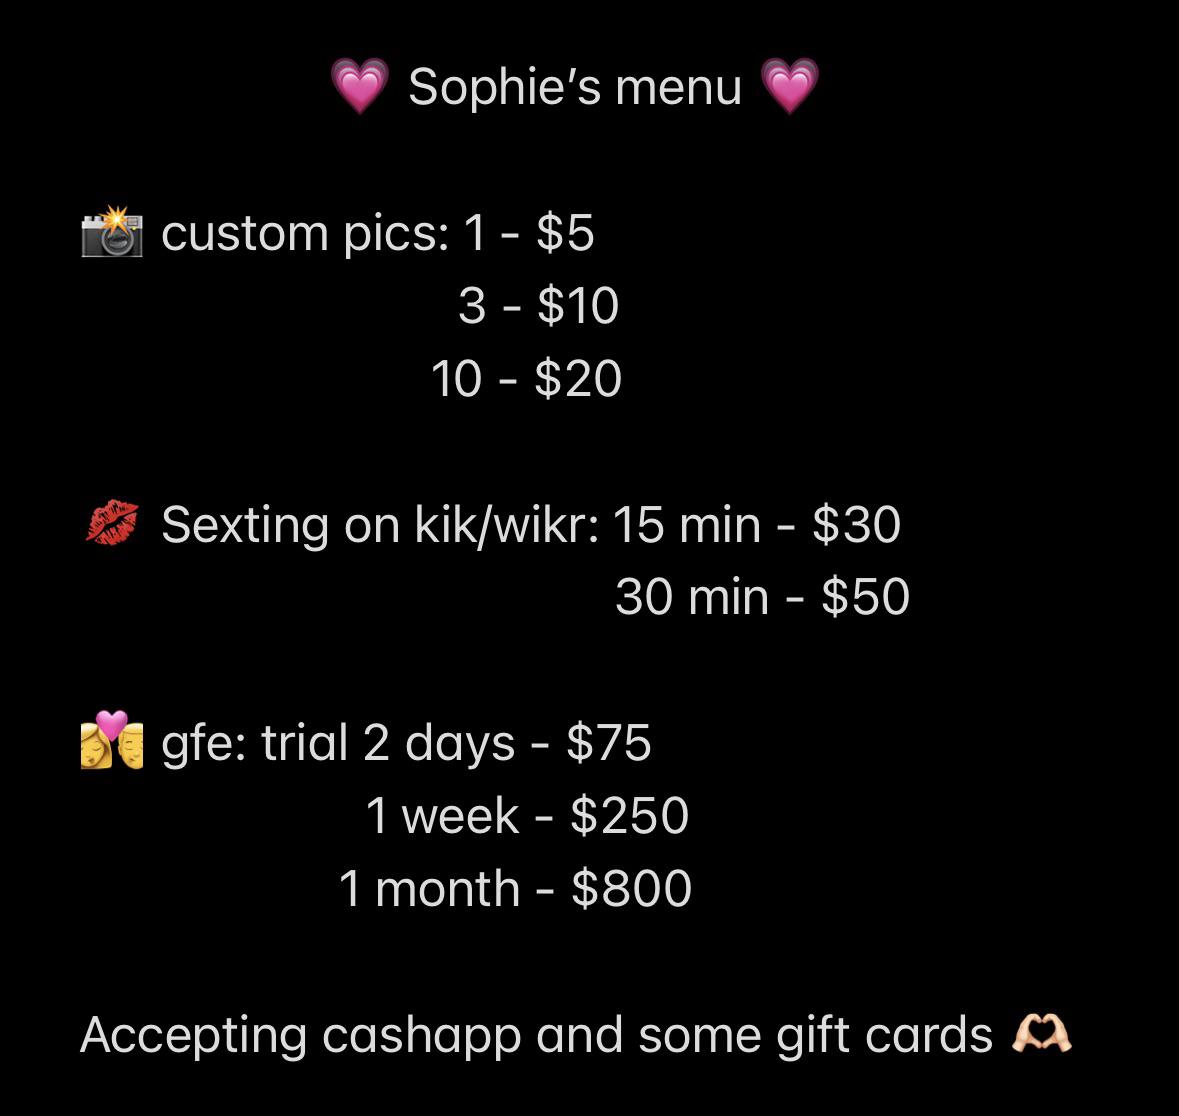 💗 Sophie’s menu 💗
📸 custom pics: 1 - $5
3 - $10
10 - $20
💋 Sexting on kik/wikr: 15 min - $30
30 min - $50
👩‍❤️‍💋‍👨 gfe: trial 2 days - $75
1 week - $250
1 month - $800
Accepting cashapp and some gift cards 🫶🏻